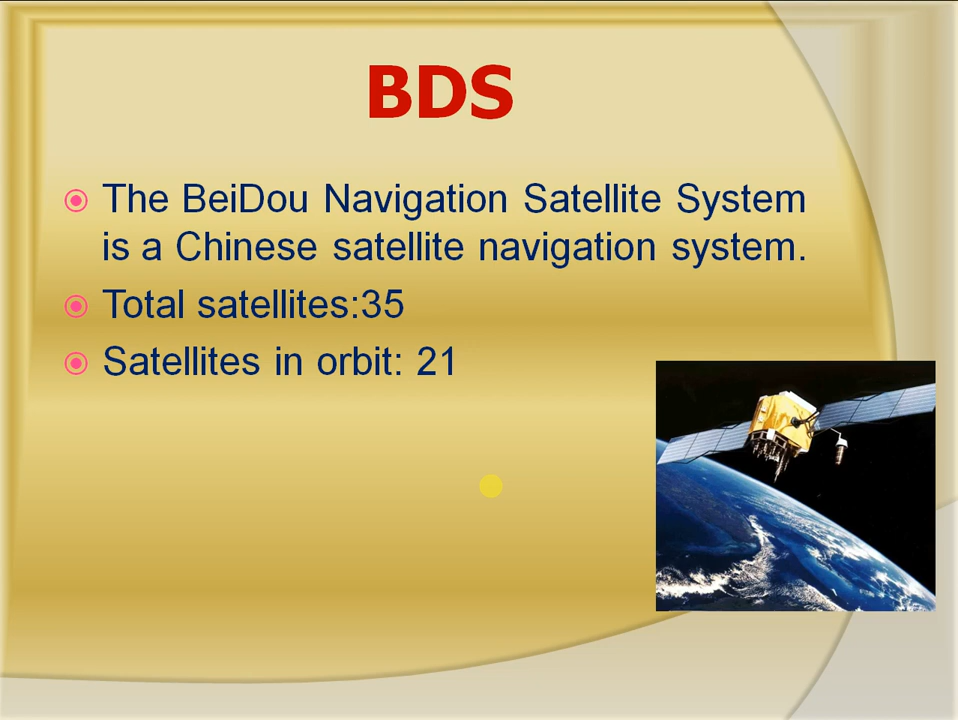 BDS
The BeiDou Navigation Satellite System
is a Chinese satellite navigation system.
Total satellites:35
Satellites in orbit: 21